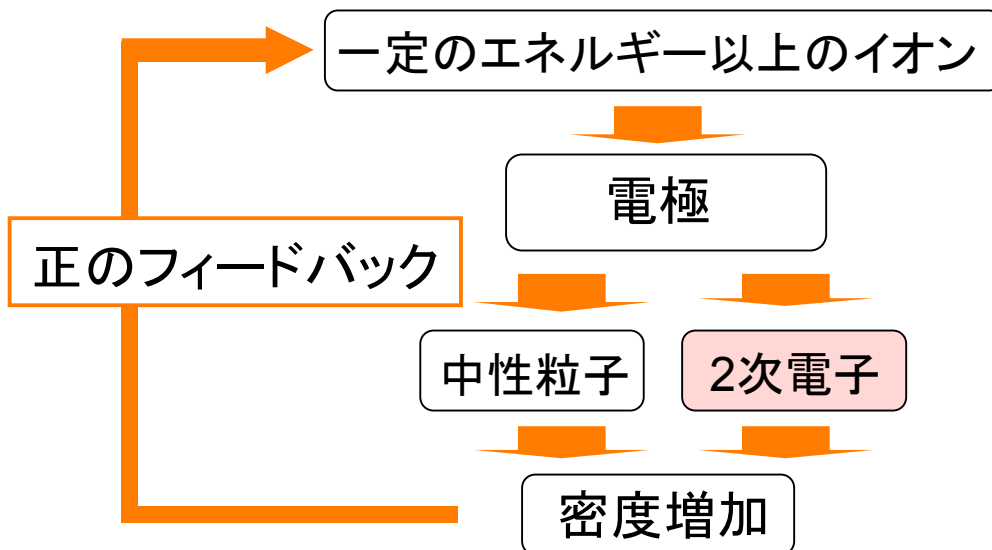 一定のエネルギー以上のイオン
電極
正のフィードバック
中性粒子
2次電子
密度増加